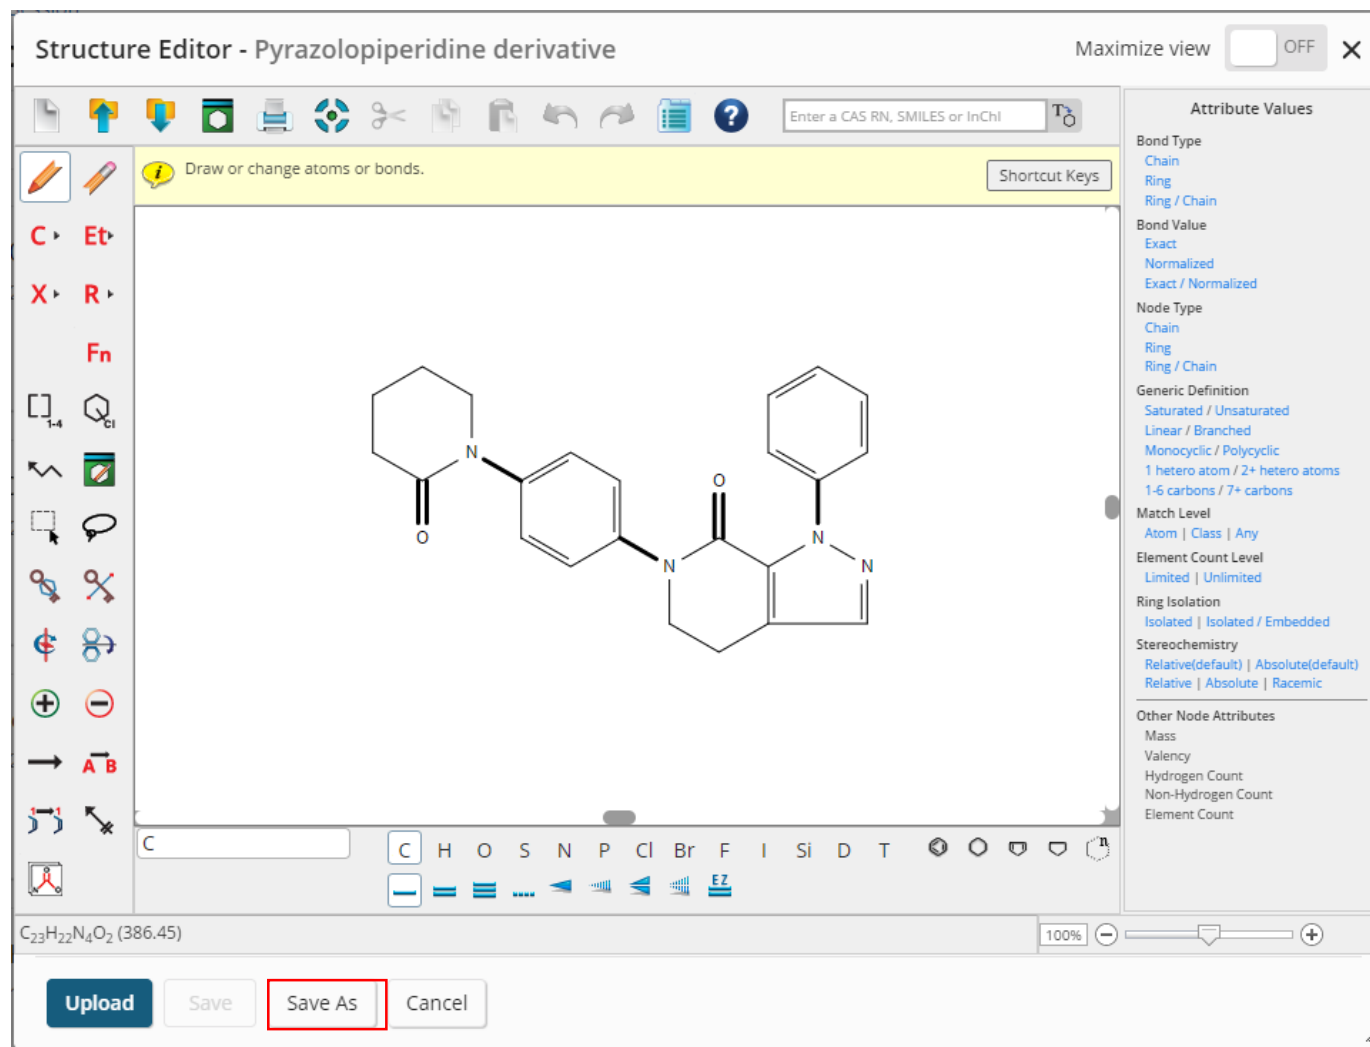 Structure Editor - Pyrazolopiperidine derivative
Maximize view OFF
Enter a CAS RN, SMILES or InChI
Draw or change atoms or bonds.
Shortcut Keys
C Et
X R
Fn
1-4 Cl
A B
1 1
N O
N
O
N
O
N
N
C
C H O S N P Cl Br F I Si D T
n
EZ
C23H22N4O2 (386.45)
100%
Attribute Values
Bond Type
Chain
Ring
Ring / Chain
Bond Value
Exact
Normalized
Exact / Normalized
Node Type
Chain
Ring
Ring / Chain
Generic Definition
Saturated / Unsaturated
Linear / Branched
Monocyclic / Polycyclic
1 hetero atom / 2+ hetero atoms
1-6 carbons / 7+ carbons
Match Level
Atom | Class | Any
Element Count Level
Limited | Unlimited
Ring Isolation
Isolated | Isolated / Embedded
Stereochemistry
Relative(default) | Absolute(default)
Relative | Absolute | Racemic
Other Node Attributes
Mass
Valency
Hydrogen Count
Non-Hydrogen Count
Element Count
Upload Save Save As Cancel